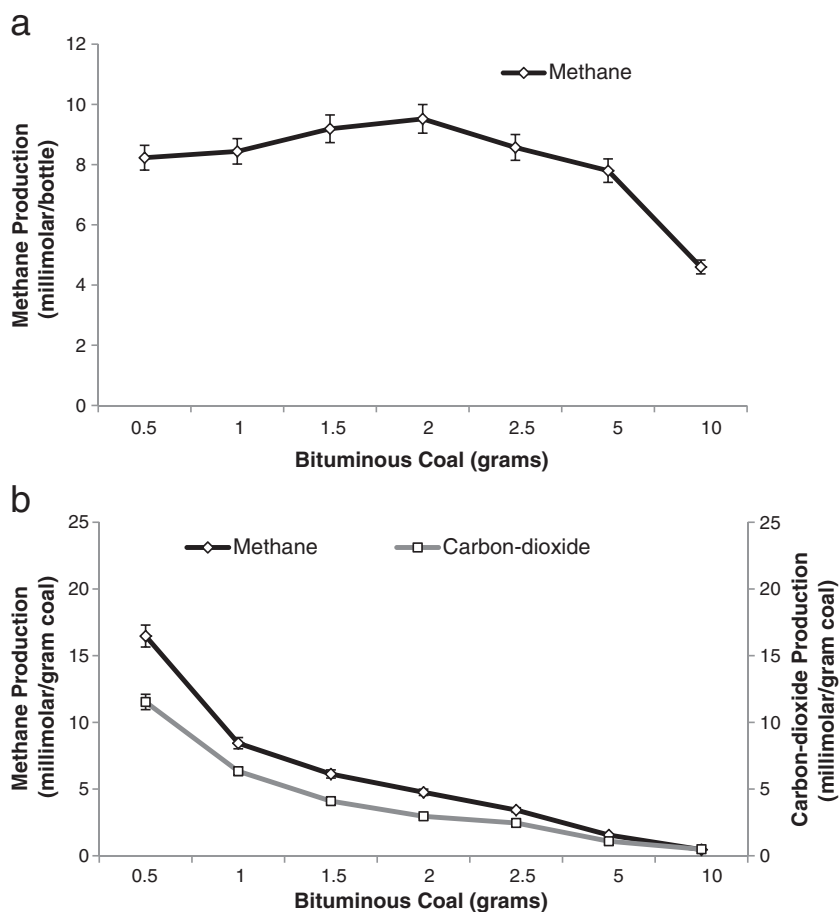 a
Methane Production
(millimolar/bottle)
12
10
8
6
4
2
0
Methane
0.5 1 1.5 2 2.5 5 10
Bituminous Coal (grams)
b
Methane Production
(millimolar/gram coal)
25
20
15
10
5
0
Methane Carbon-dioxide
25
20
15
10
5
0
Carbon-dioxide Production
(millimolar/gram coal)
0.5 1 1.5 2 2.5 5 10
Bituminous Coal (grams)